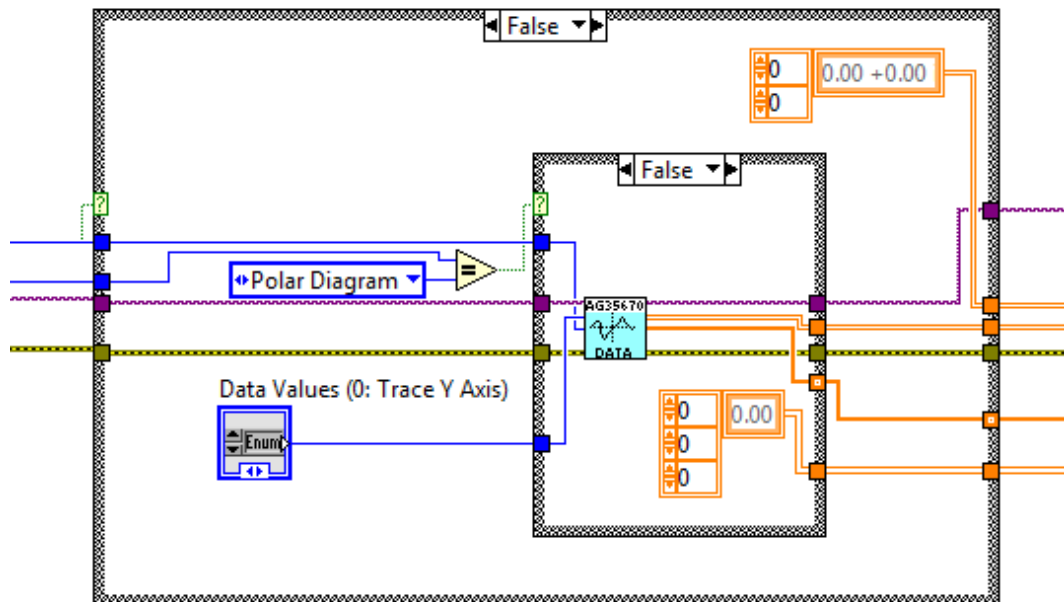 False
0
0
0.00 +0.00
False
?
?
Polar Diagram
=
AG35670
DATA
Data Values (0: Trace Y Axis)
Enum
0
0
0
0.00